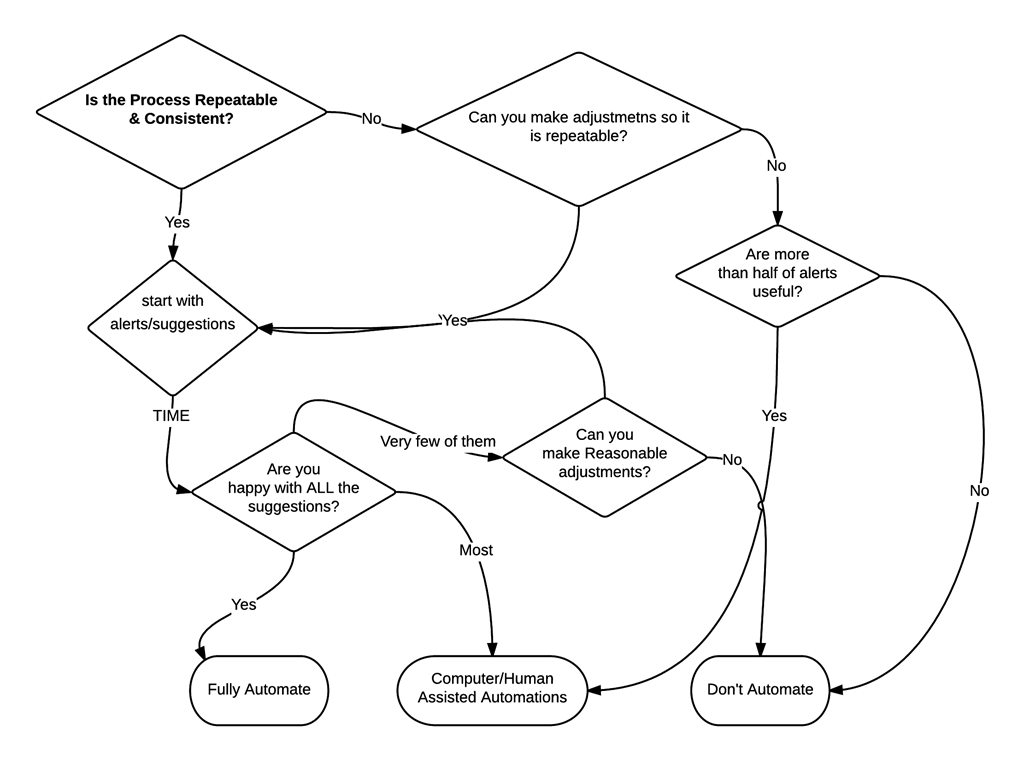 Is the Process Repeatable
& Consistent?
No
Can you make adjustmetns so it
is repeatable?
No
Yes
Are more
than half of alerts
useful?
start with
alerts/suggestions
Yes
TIME
Yes
Very few of them
Can you
make Reasonable
adjustments?
No
Are you
happy with ALL the
suggestions?
No
Most
Yes
Fully Automate
Computer/Human
Assisted Automations
Don't Automate